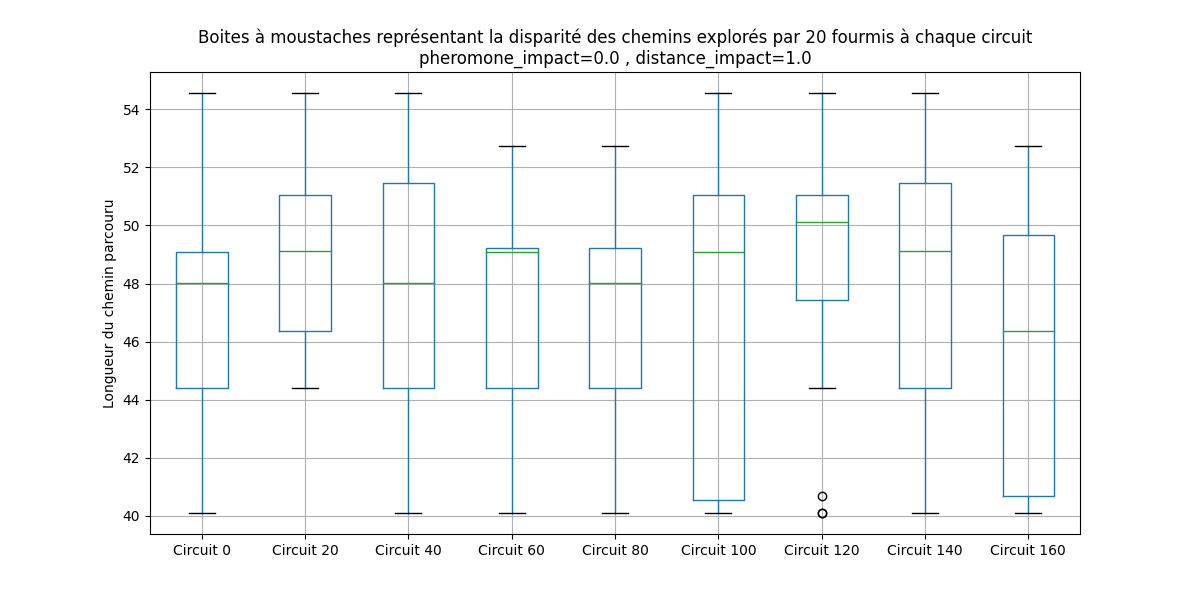 Boites à moustaches représentant la disparité des chemins explorés par 20 fourmis à chaque circuit
pheromone_impact=0.0 , distance_impact=1.0
Longueur du chemin parcouru
54
52
50
48
46
44
42
40
Circuit 0 Circuit 20 Circuit 40 Circuit 60 Circuit 80 Circuit 100 Circuit 120 Circuit 140 Circuit 160